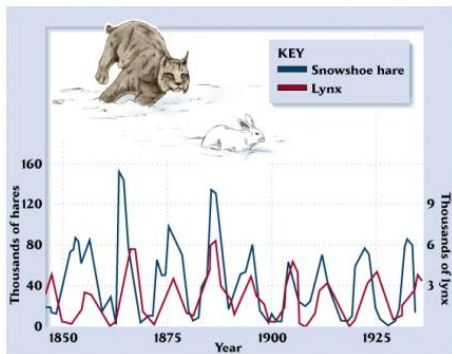 KEY
Snowshoe hare
Lynx
Thousands of hares
160
120
80
40
0
1850
1875
1900
1925
Year
9
6
3
0
Thousands of lynx